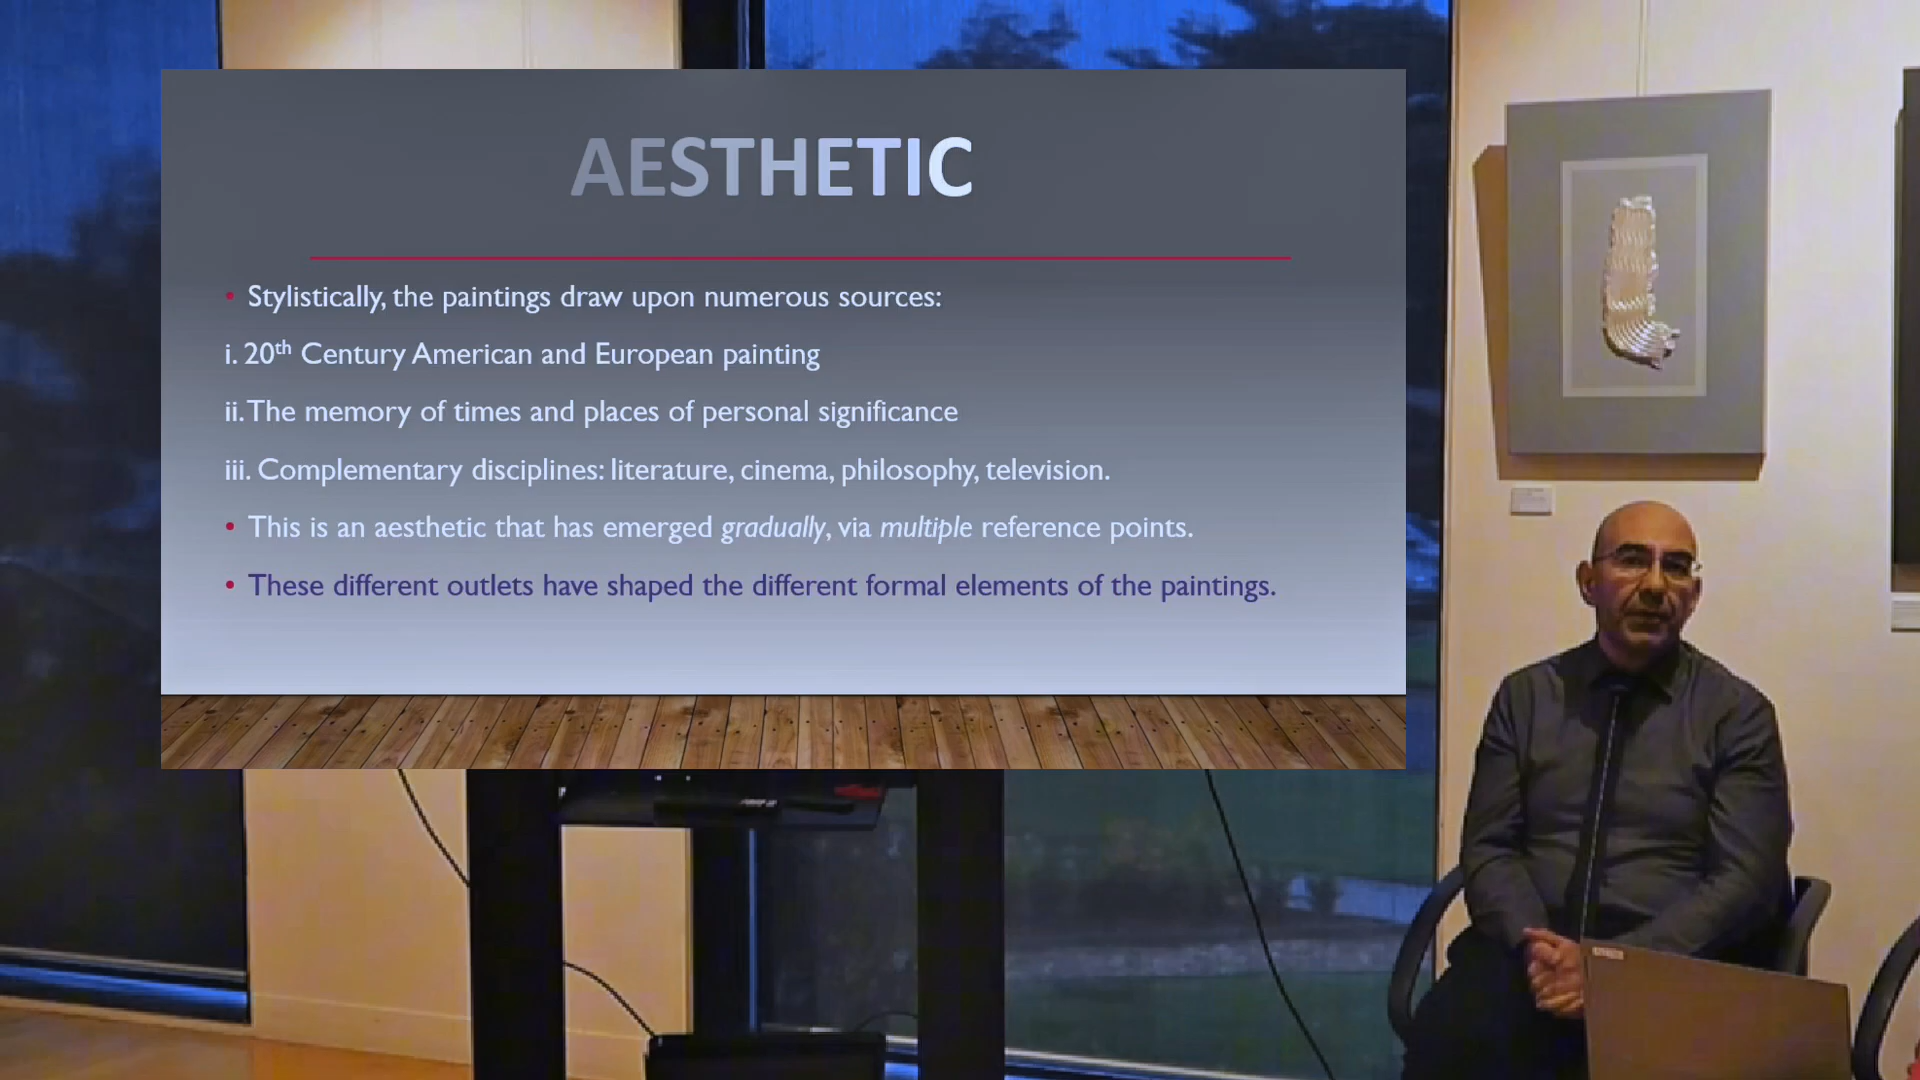 AESTHETIC
• Stylistically, the paintings draw upon numerous sources:
i. 20th Century American and European painting
ii. The memory of times and places of personal significance
iii. Complementary disciplines: literature, cinema, philosophy, television.
• This is an aesthetic that has emerged gradually, via multiple reference points.
• These different outlets have shaped the different formal elements of the paintings.